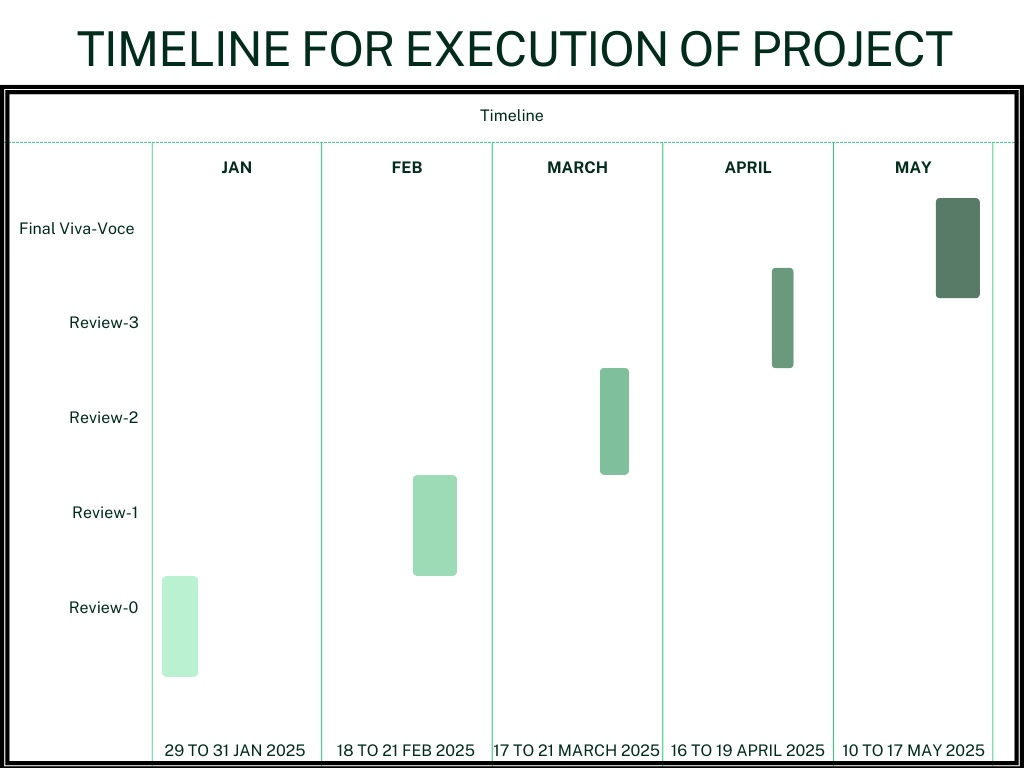 TIMELINE FOR EXECUTION OF PROJECT
Timeline
JAN FEB MARCH APRIL MAY
Final Viva-Voce
Review-3
Review-2
Review-1
Review-0
29 TO 31 JAN 2025 18 TO 21 FEB 2025 17 TO 21 MARCH 2025 16 TO 19 APRIL 2025 10 TO 17 MAY 2025